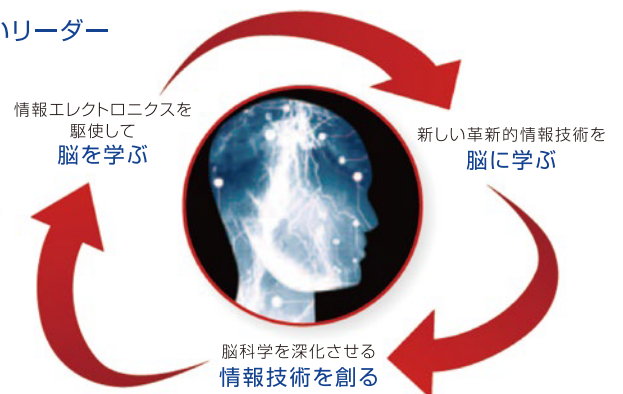 いリーダー
情報エレクトロニクスを
駆使して
脳を学ぶ
新しい革新的情報技術を
脳に学ぶ
脳科学を深化させる
情報技術を創る